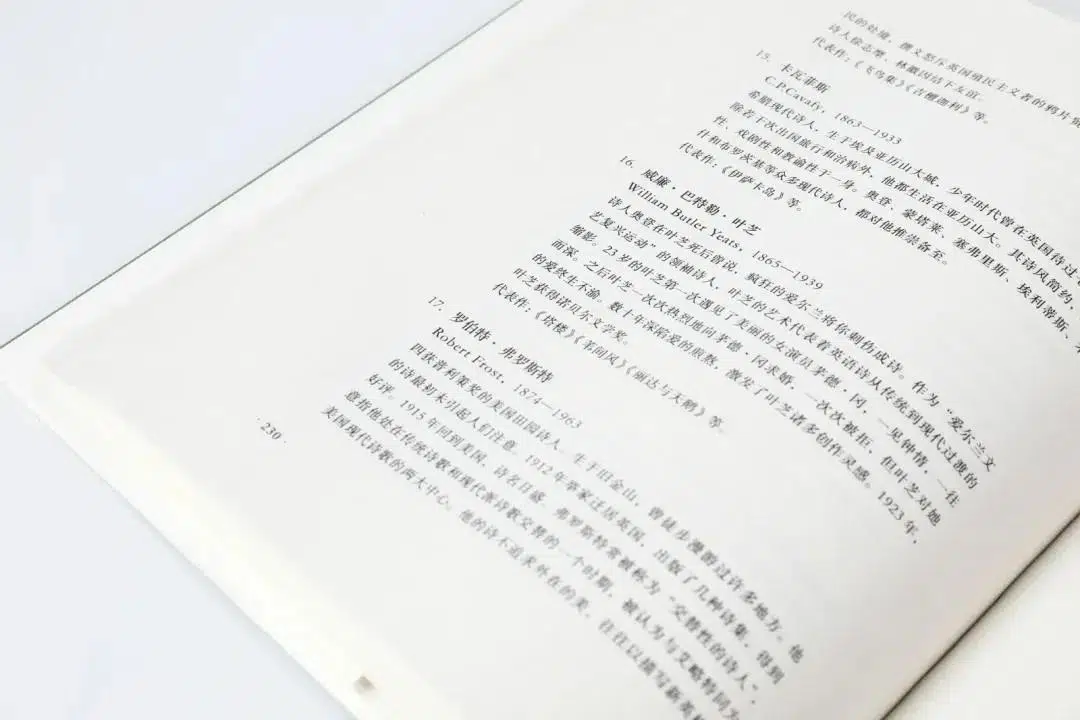 民的处境，撰文怒斥英国殖民主义者的鸦片贸
诗人徐志摩、林徽因结下友谊。
代表作：《飞鸟集》《吉檀迦利》等。
15. 卡瓦菲斯
C.P.Cavafy，1863—1933
希腊现代诗人，生于埃及亚历山大城，少年时代曾在英国待过
除若干次出国旅行和治病外，他都生活在亚历山大。其诗风简约，
性、戏剧性和教谕性于一身。奥登、蒙塔莱、塞弗里斯、埃利蒂斯、
什和布罗茨基等众多现代诗人，都对他推崇备至。
代表作：《伊萨卡岛》等。
16. 威廉·巴特勒·叶芝
William Butler Yeats，1865—1939
诗人奥登在叶芝死后曾说，疯狂的爱尔兰将你刺伤成诗。作为“爱尔兰文
艺复兴运动”的领袖诗人，叶芝的艺术代表着英语诗从传统到现代过渡的
缩影。23岁的叶芝第一次遇见了美丽的女演员茅德·冈，一见钟情，一往
而深。之后叶芝一次次热烈地向茅德·冈求婚，一次次被拒，但叶芝对她
的爱终生不渝。数十年深陷爱的煎熬，激发了叶芝诸多创作灵感。1923年，
叶芝获得诺贝尔文学奖。
代表作：《塔楼》《苇间风》《丽达与天鹅》等。
17. 罗伯特·弗罗斯特
Robert Frost，1874—1963
四获普利策奖的美国田园诗人。生于旧金山，曾徒步漫游过许多地方。他
的诗最初未引起人们注意。1912年举家迁居英国，出版了几种诗集，得到
好评。1915年回到美国，诗名日盛。弗罗斯特常被称为“交替性的诗人”，
意指他处在传统诗歌和现代派诗歌交替的一个时期，被认为与艾略特同为
美国现代诗歌的两大中心。他的诗不追求外在的美，往往以描写新英格
·230·